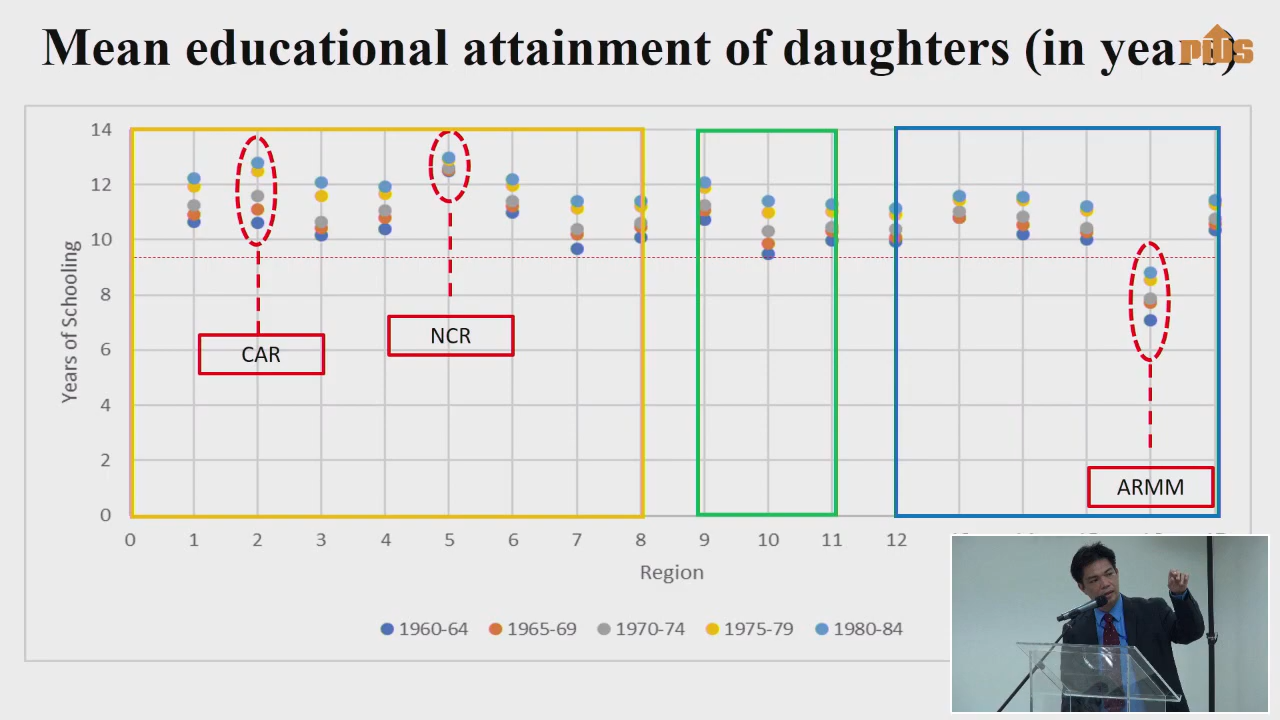 Mean educational attainment of daughters (in years)
PIDS
14
12
10
8
6
4
2
0
Years of Schooling
CAR
NCR
ARMM
0 1 2 3 4 5 6 7 8 9 10 11 12
Region
1960-64 1965-69 1970-74 1975-79 1980-84